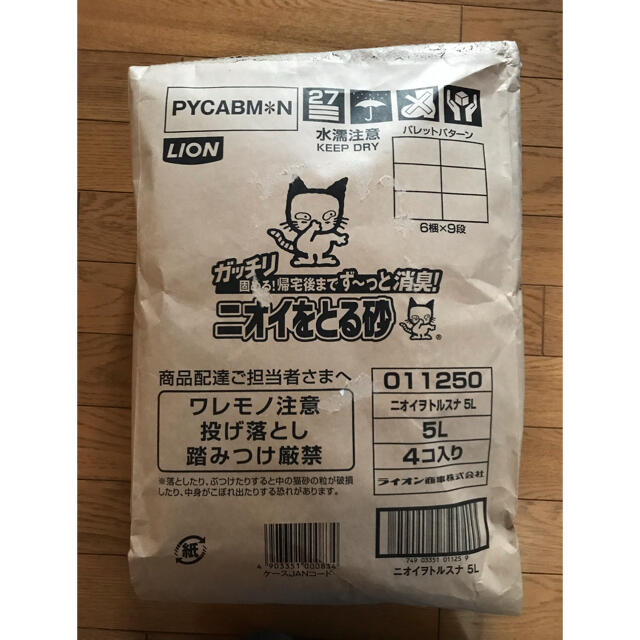 PYCABM*N
27
水濡注意
KEEP DRY
パレットパターン
6梱×9段
LION
ガッチリ
固める!帰宅後までず〜っと消臭!
ニオイをとる砂
®
商品配達ご担当者さまへ
ワレモノ注意
投げ落とし
踏みつけ厳禁
※落としたり、ぶつけたりすると中の猫砂の粒が破損
したり、中身がこぼれ出たりする恐れがあります。
011250
ニオイヲトルスナ 5L
5L
4コ入り
ライオン商事株式会社
紙
4 903351 000834
ケースJANコード
749 03351 01125 9
ニオイヲトルスナ 5L